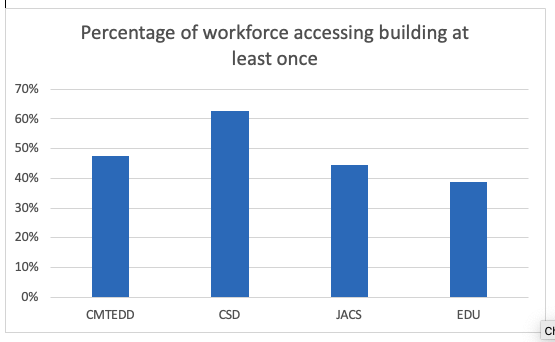 Percentage of workforce accessing building at
least once
70%
60%
50%
40%
30%
20%
10%
0%
CMTEDD CSD JACS EDU